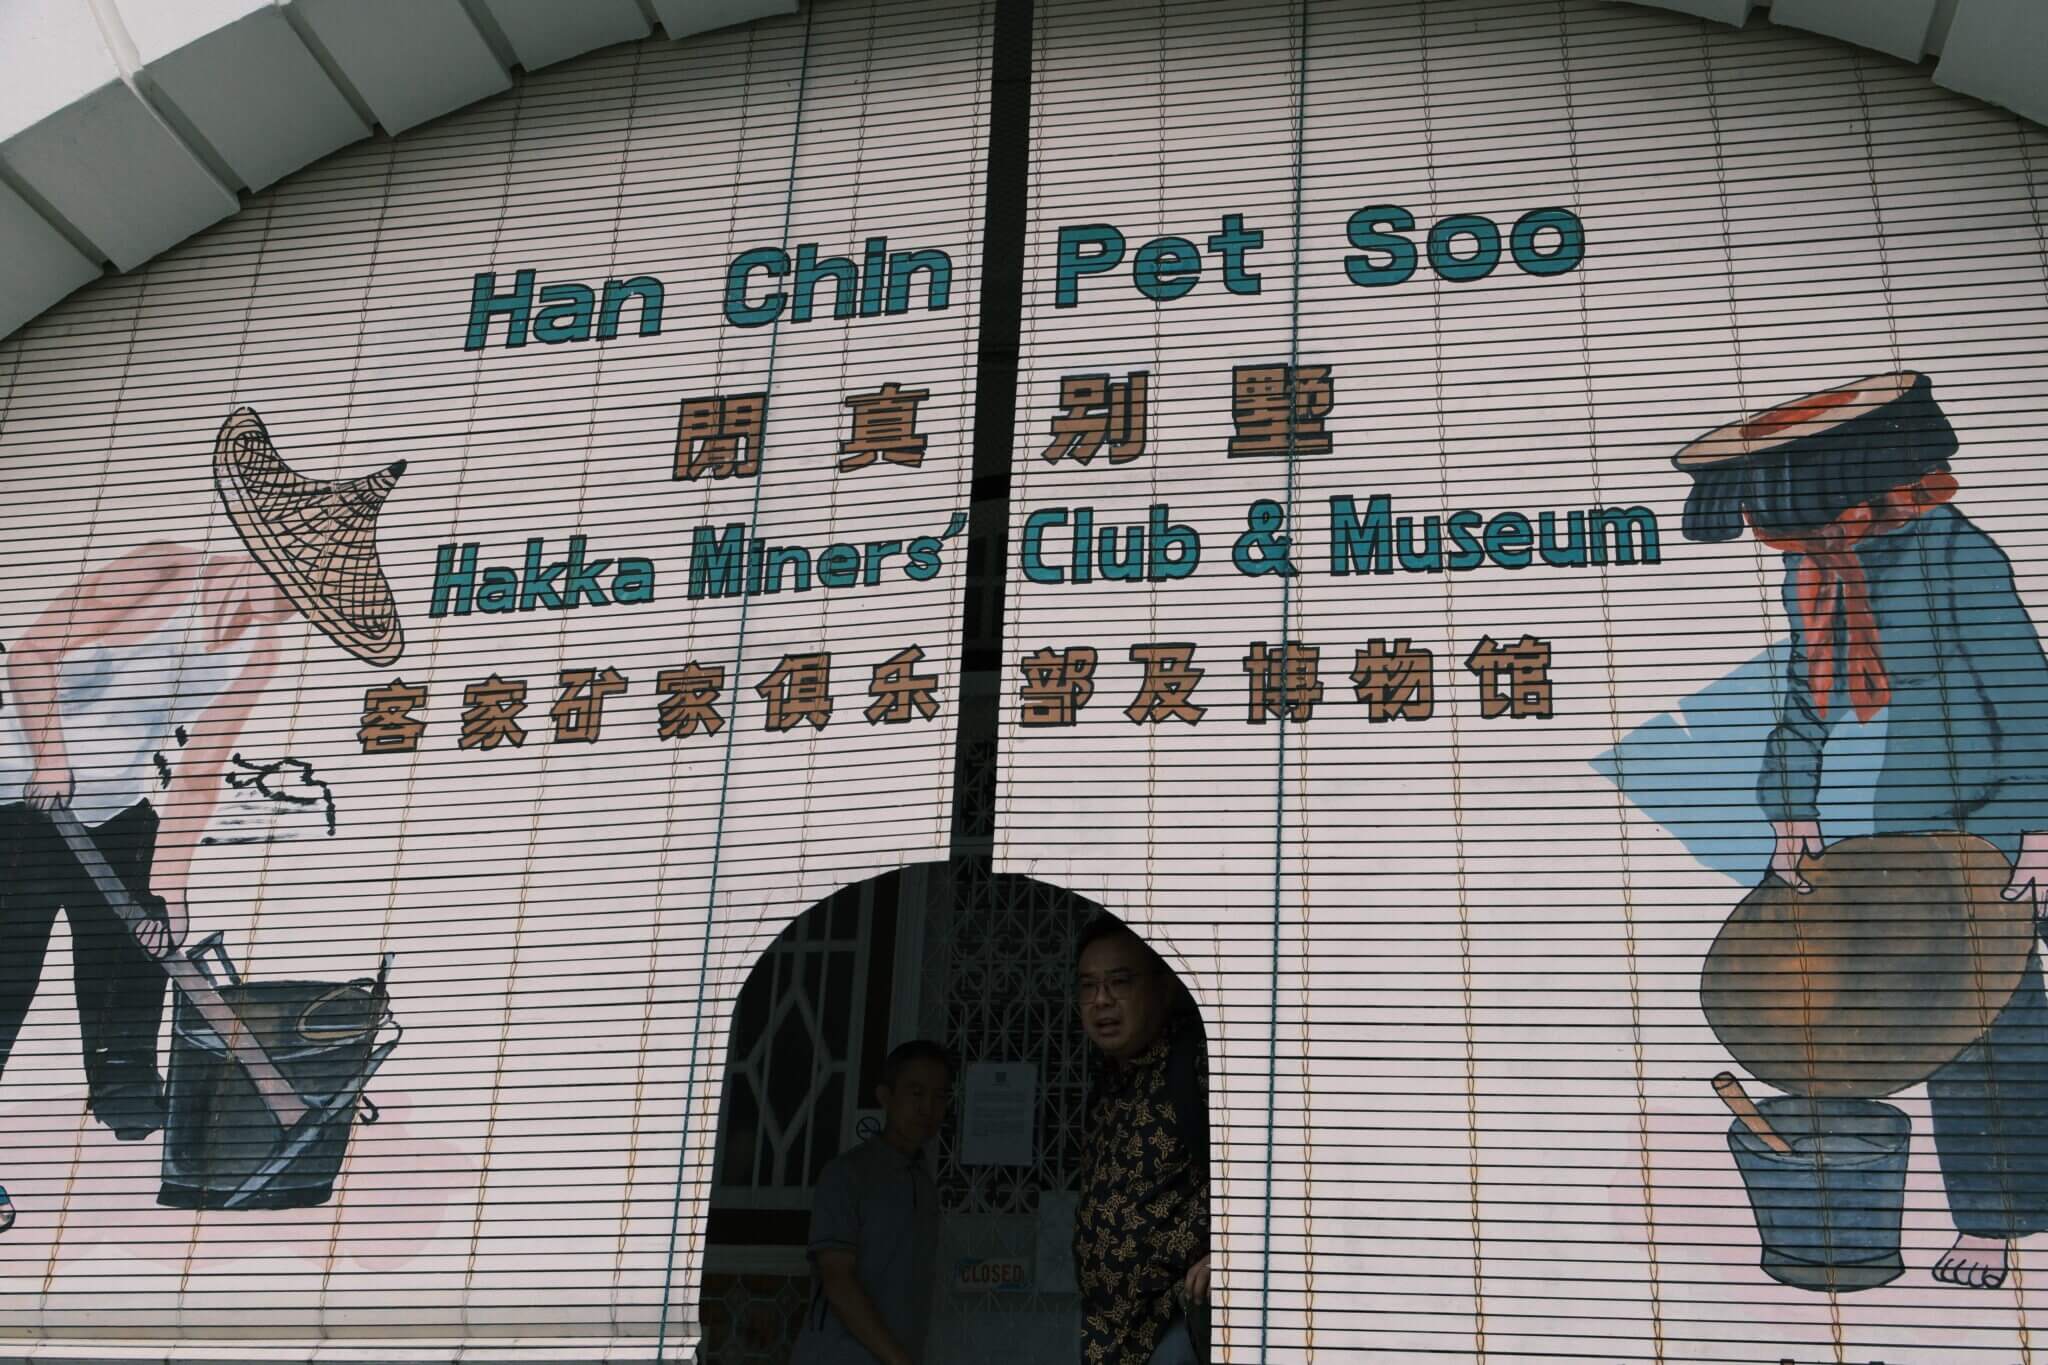 Han Chin Pet Soo
閒真别墅
Hakka Miners' Club & Museum
客家矿家俱乐部及博物馆
CLOSED